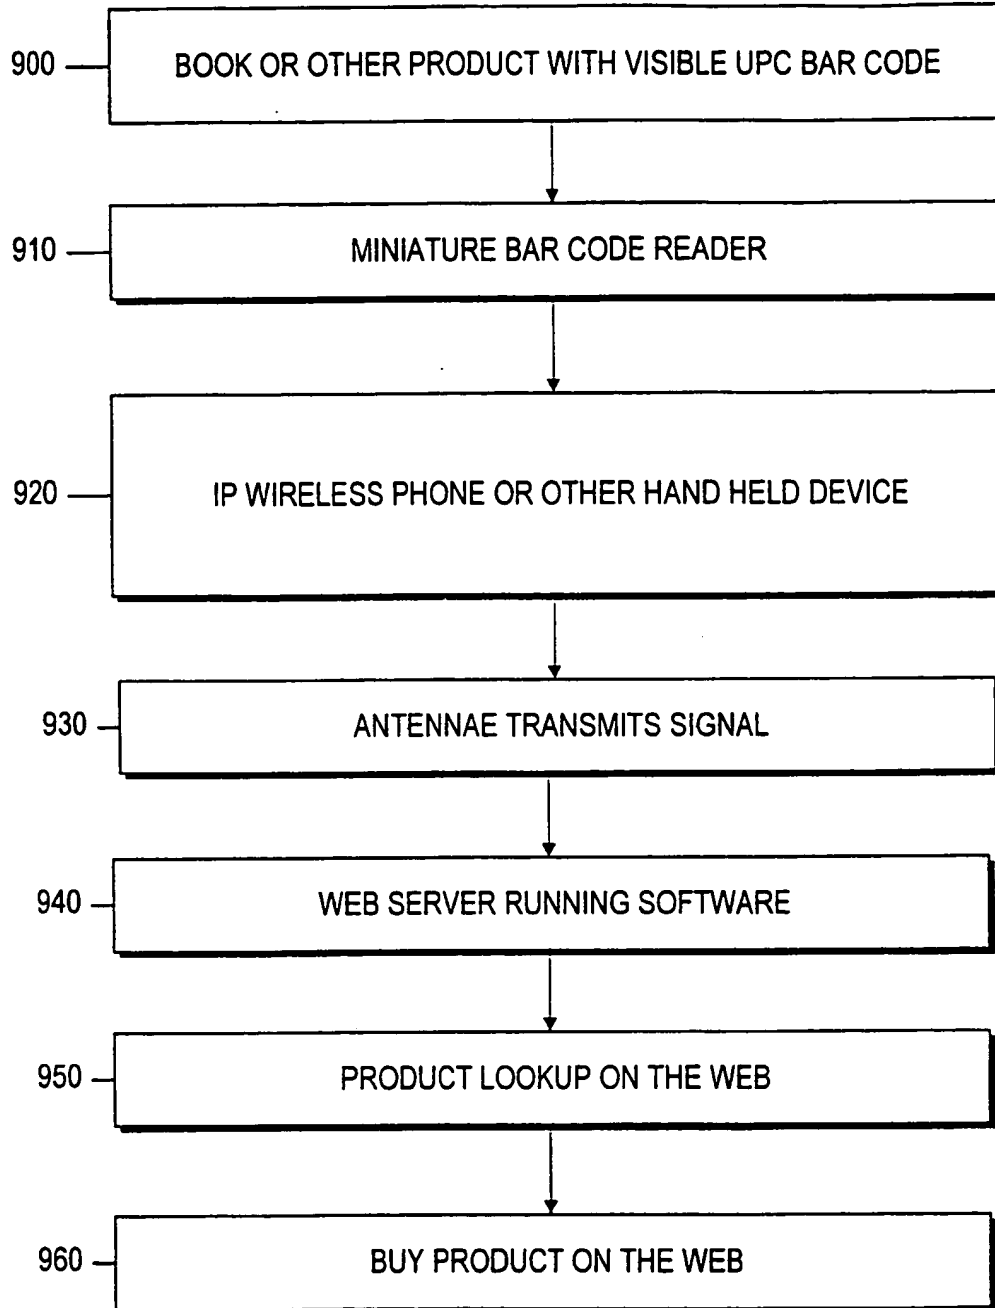 900 BOOK OR OTHER PRODUCT WITH VISIBLE UPC BAR CODE
910 MINIATURE BAR CODE READER
920 IP WIRELESS PHONE OR OTHER HAND HELD DEVICE
930 ANTENNAE TRANSMITS SIGNAL
940 WEB SERVER RUNNING SOFTWARE
950 PRODUCT LOOKUP ON THE WEB
960 BUY PRODUCT ON THE WEB